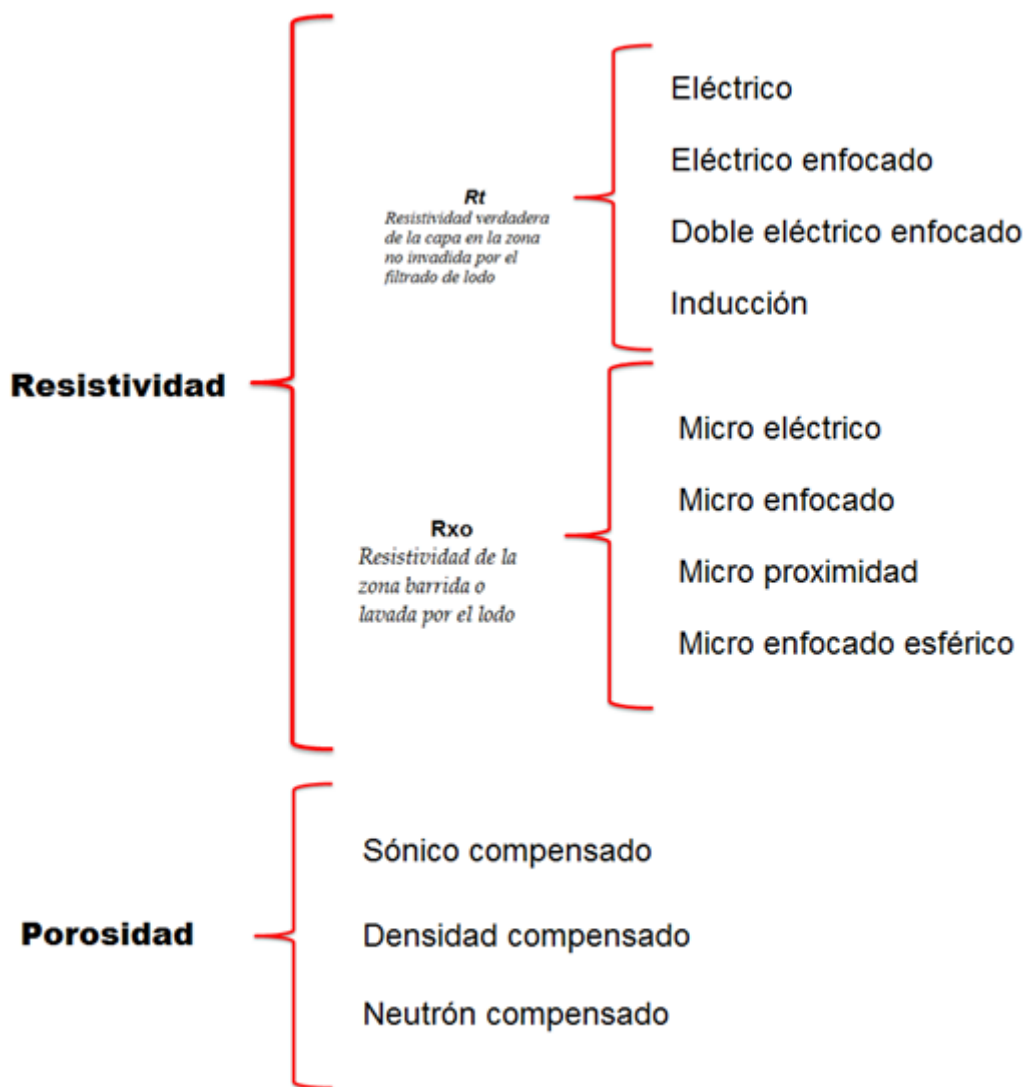 Resistividad
Rt
Resistividad verdadera
de la capa en la zona
no invadida por el
filtrado de lodo
Eléctrico
Eléctrico enfocado
Doble eléctrico enfocado
Inducción
Rxo
Resistividad de la
zona barrida o
lavada por el lodo
Micro eléctrico
Micro enfocado
Micro proximidad
Micro enfocado esférico
Porosidad
Sónico compensado
Densidad compensado
Neutrón compensado